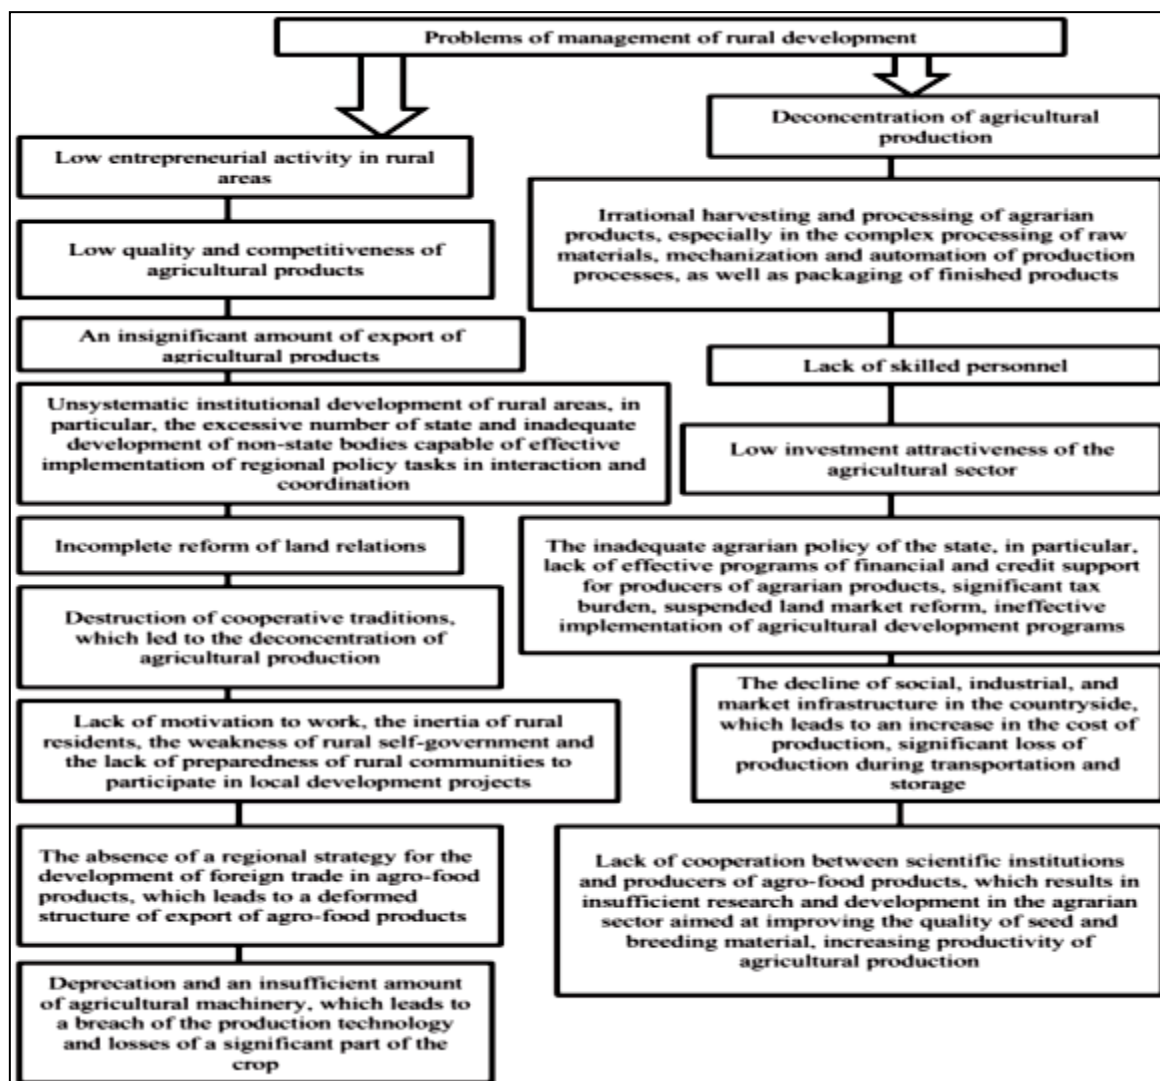 Problems of management of rural development
Low entrepreneurial activity in rural
areas
Low quality and competitiveness of
agricultural products
An insignificant amount of export of
agricultural products
Unsystematic institutional development of rural areas, in
particular, the excessive number of state and inadequate
development of non-state bodies capable of effective
implementation of regional policy tasks in interaction and
coordination
Incomplete reform of land relations
Destruction of cooperative traditions,
which led to the deconcentration of
agricultural production
Lack of motivation to work, the inertia of rural
residents, the weakness of rural self-government and
the lack of preparedness of rural communities to
participate in local development projects
The absence of a regional strategy for the
development of foreign trade in agro-food
products, which leads to a deformed
structure of export of agro-food products
Deprecation and an insufficient amount
of agricultural machinery, which leads to
a breach of the production technology
and losses of a significant part of the
crop
Deconcentration of agricultural
production
Irrational harvesting and processing of agrarian
products, especially in the complex processing of raw
materials, mechanization and automation of production
processes, as well as packaging of finished products
Lack of skilled personnel
Low investment attractiveness of the
agricultural sector
The inadequate agrarian policy of the state, in particular,
lack of effective programs of financial and credit support
for producers of agrarian products, significant tax
burden, suspended land market reform, ineffective
implementation of agricultural development programs
The decline of social, industrial, and
market infrastructure in the countryside,
which leads to an increase in the cost of
production, significant loss of
production during transportation and
storage
Lack of cooperation between scientific institutions
and producers of agro-food products, which results in
insufficient research and development in the agrarian
sector aimed at improving the quality of seed and
breeding material, increasing productivity of
agricultural production